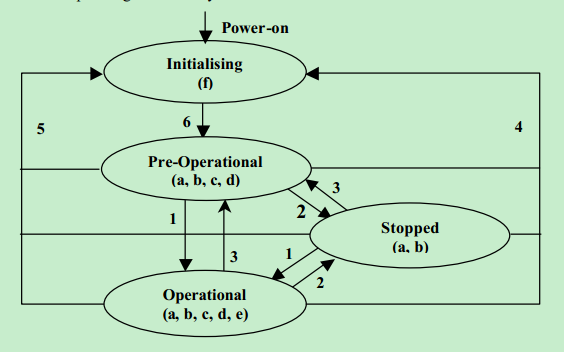 Power-on
Initialising
(f)
6
5
4
Pre-Operational
(a, b, c, d)
3
2
1
Stopped
(a, b)
3
1
2
Operational
(a, b, c, d, e)